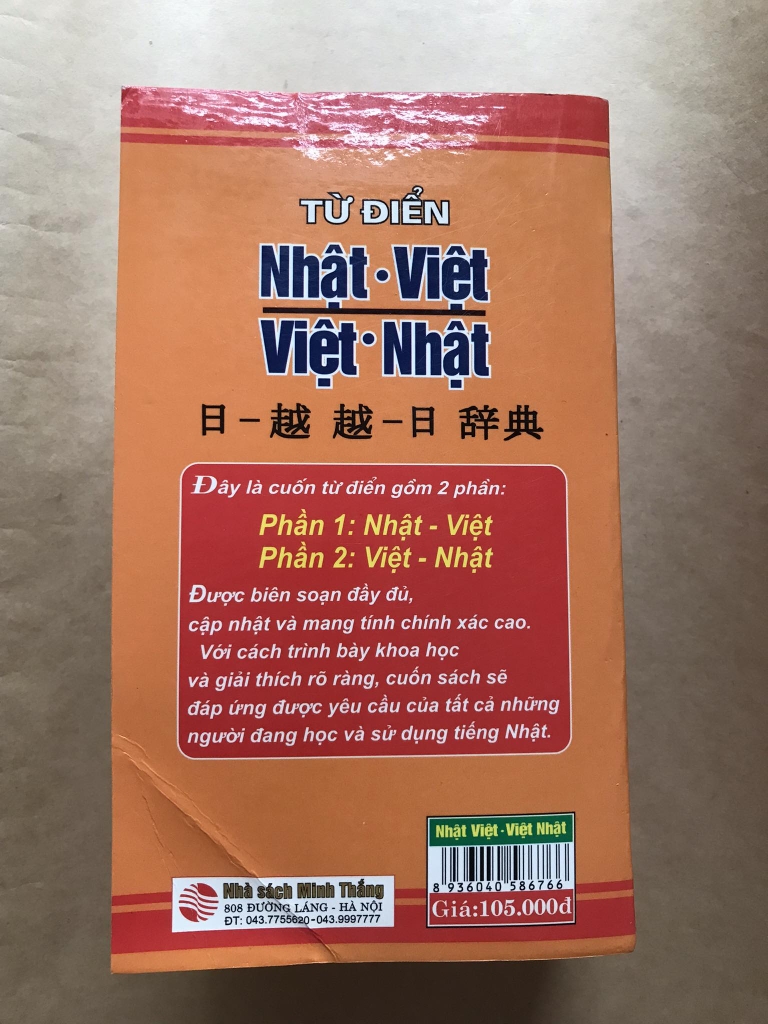 TỪ ĐIỂN
Nhật • Việt
Việt • Nhật
日－越 越－日 辞典
Đây là cuốn từ điển gồm 2 phần:
Phần 1: Nhật - Việt
Phần 2: Việt - Nhật
Được biên soạn đầy đủ,
cập nhật và mang tính chính xác cao.
Với cách trình bày khoa học
và giải thích rõ ràng, cuốn sách sẽ
đáp ứng được yêu cầu của tất cả những
người đang học và sử dụng tiếng Nhật.
Nhật Việt - Việt Nhật
8 936040 586766
Giá:105.000đ
Nhà sách Minh Thắng
808 ĐƯỜNG LÁNG - HÀ NỘI
ĐT: 043.7755620-043.9997777